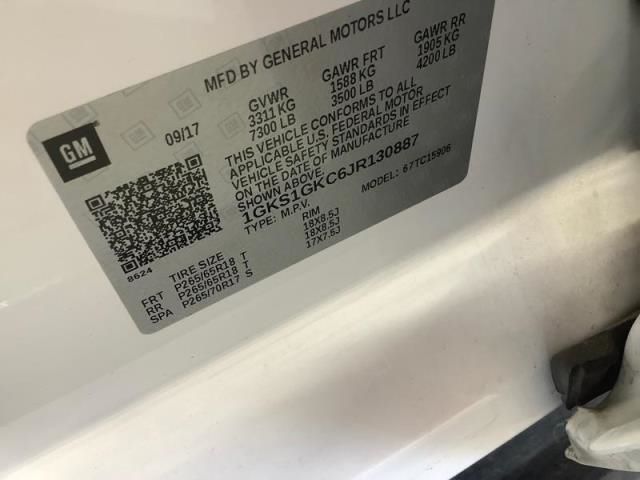 MFD BY GENERAL MOTORS LLC
GM
09/17
GVWR GAWR FRT GAWR RR
3311 KG 1588 KG 1905 KG
7300 LB 3500 LB 4200 LB
THIS VEHICLE CONFORMS TO ALL
APPLICABLE U.S. FEDERAL MOTOR
VEHICLE SAFETY STANDARDS IN EFFECT
ON THE DATE OF MANUFACTURE
SHOWN ABOVE
1GKS1GKC6JR130887
TYPE: M.P.V. MODEL: 67TC15906
8624
TIRE SIZE RIM
FRT P265/65R18 T 18X8.5J
RR P265/65R18 T 18X8.5J
SPA P265/70R17 S 17X7.5J